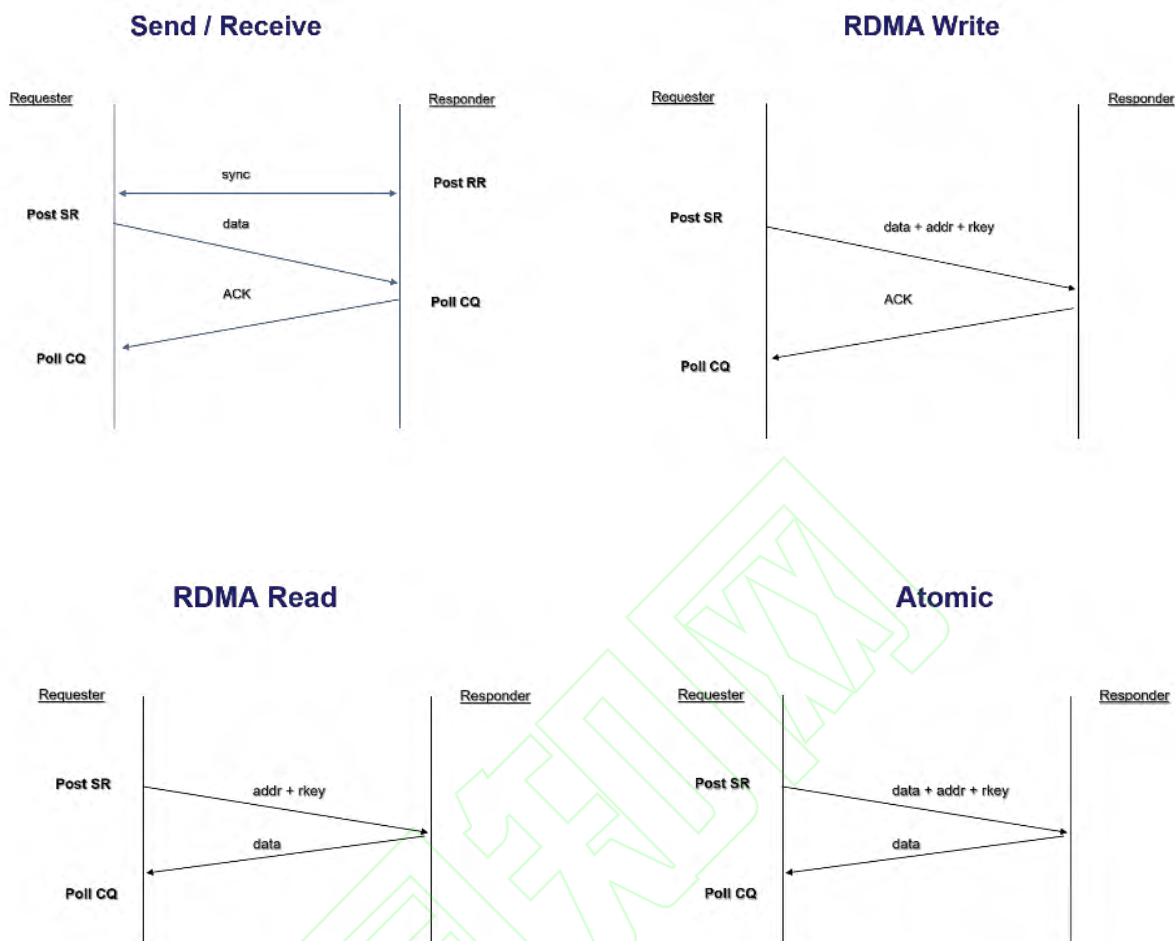 Send / Receive
Requester
Responder
sync
Post RR
Post SR
data
ACK
Poll CQ
Poll CQ
RDMA Write
Requester
Responder
Post SR
data + addr + rkey
ACK
Poll CQ
RDMA Read
Requester
Responder
Post SR
addr + rkey
data
Poll CQ
Atomic
Requester
Responder
Post SR
data + addr + rkey
data
Poll CQ
知网